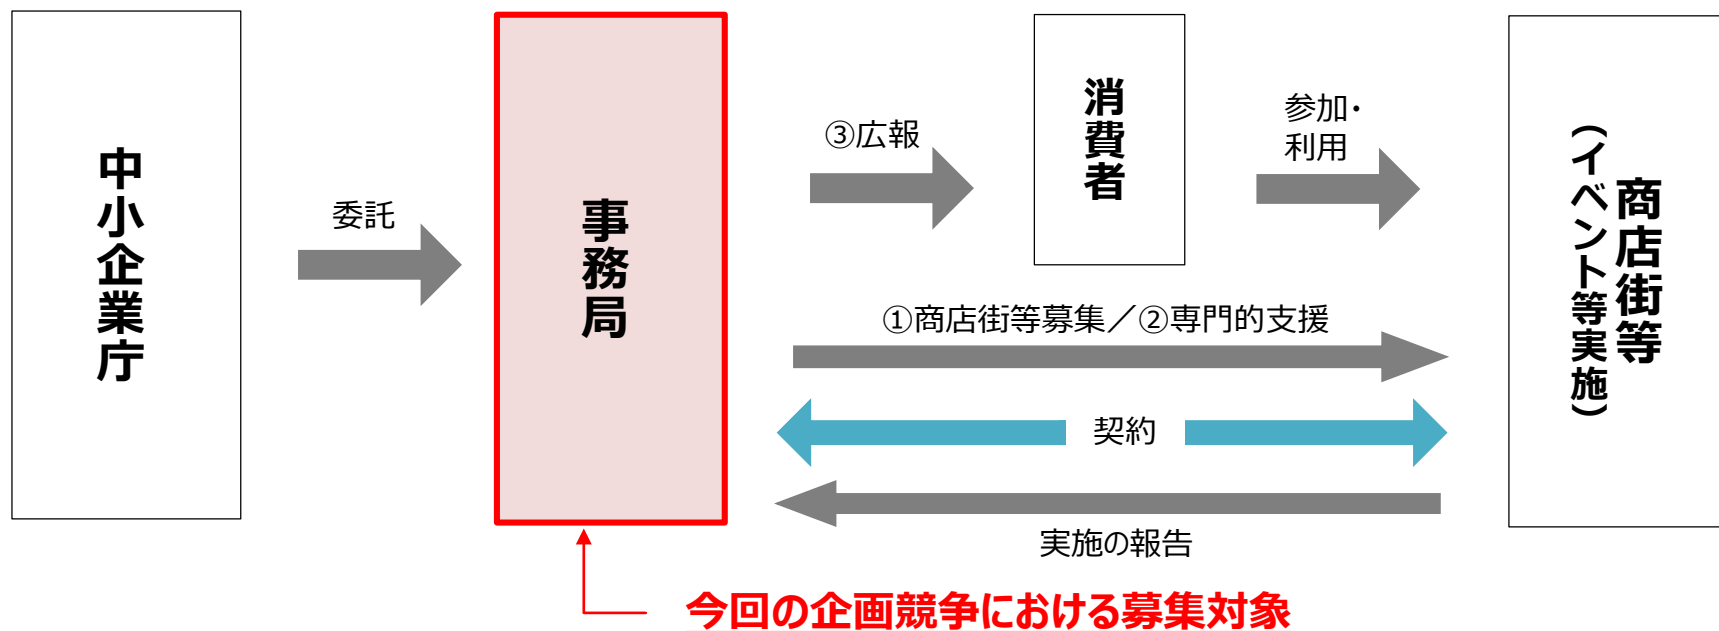 中小企業庁
委託
事務局
③広報
消費者
参加・
利用
商店街等
（イベント等実施）
①商店街等募集／②専門的支援
契約
実施の報告
今回の企画競争における募集対象